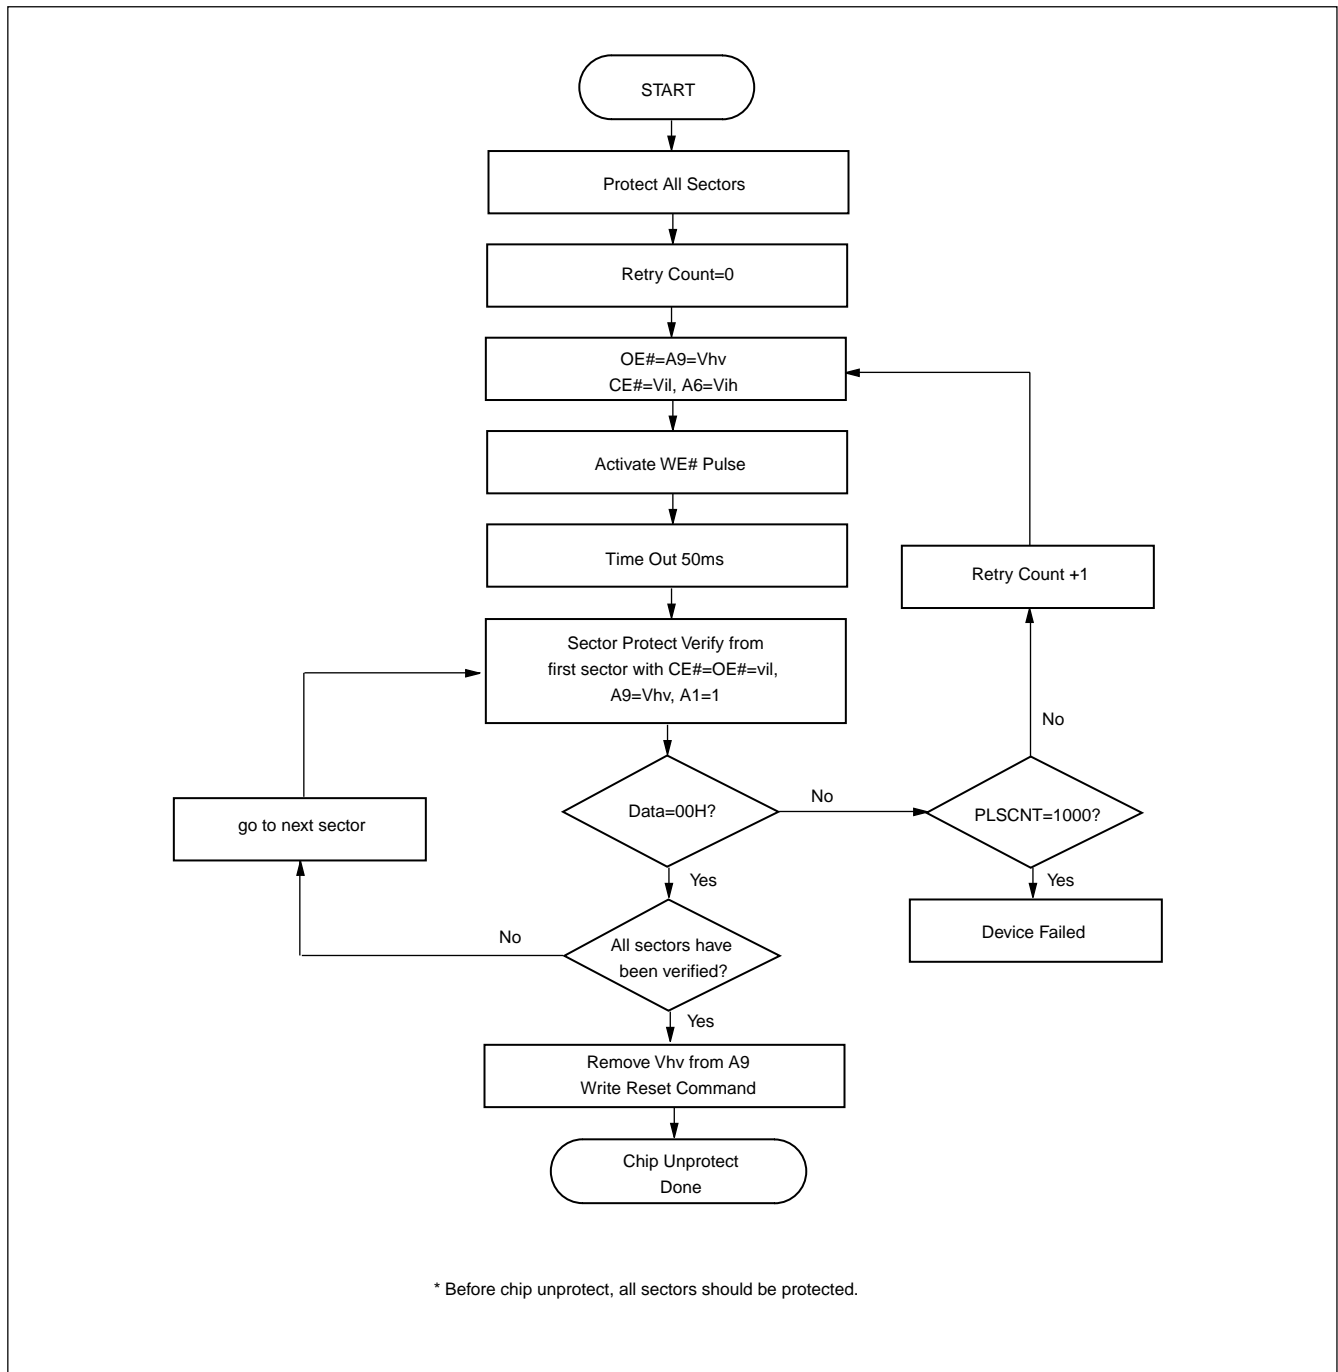 START
Protect All Sectors
Retry Count=0
OE#=A9=Vhv
CE#=Vil, A6=Vih
Activate WE# Pulse
Time Out 50ms
Retry Count +1
Sector Protect Verify from
first sector with CE#=OE#=vil,
A9=Vhv, A1=1
No
Data=00H?
No
PLSCNT=1000?
go to next sector
Yes
Yes
Device Failed
No
All sectors have
been verified?
Yes
Remove Vhv from A9
Write Reset Command
Chip Unprotect
Done
* Before chip unprotect, all sectors should be protected.